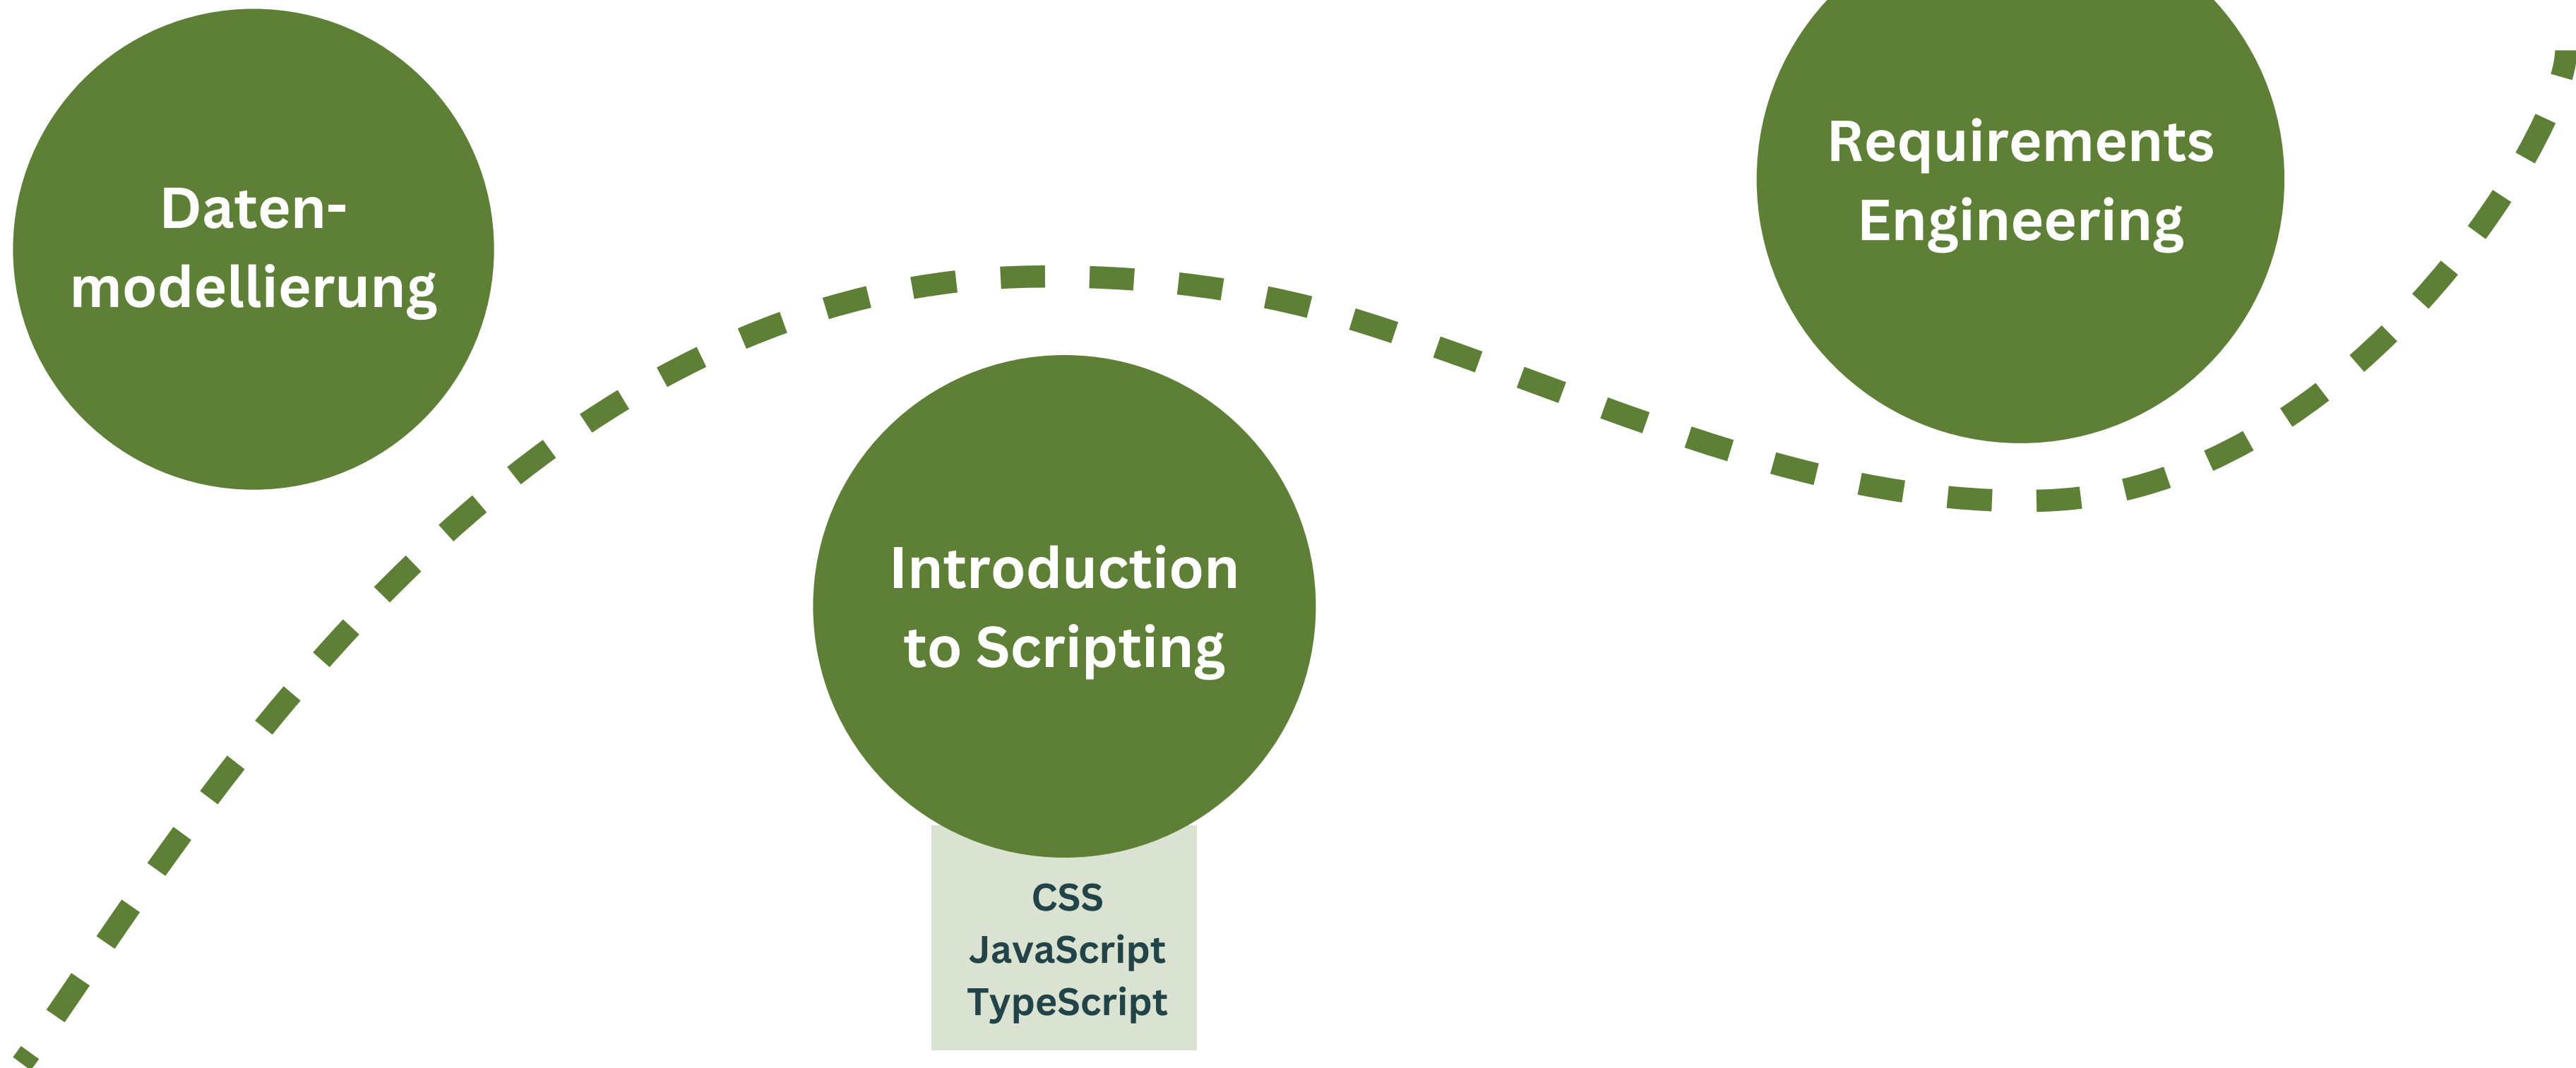 Daten-
modellierung
Introduction
to Scripting
CSS
JavaScript
TypeScript
Requirements
Engineering